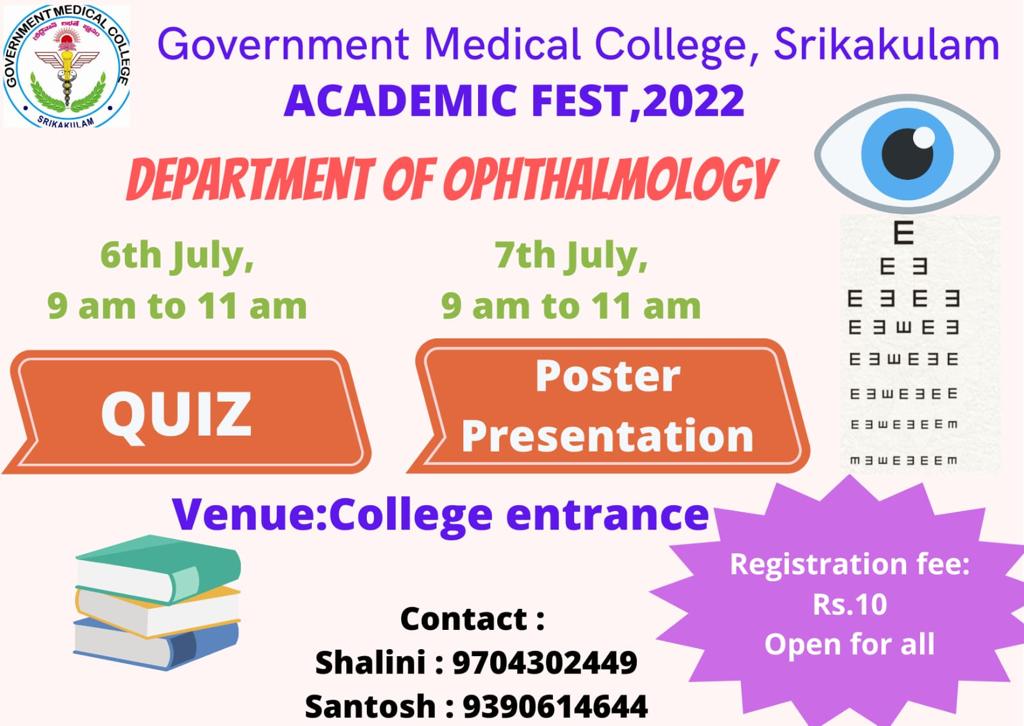 GOVERNMENT MEDICAL COLLEGE
SRIKAKULAM
Government Medical College, Srikakulam
ACADEMIC FEST,2022
DEPARTMENT OF OPHTHALMOLOGY
6th July,
9 am to 11 am
7th July,
9 am to 11 am
QUIZ
Poster
Presentation
E
Venue:College entrance
Registration fee:
Rs.10
Open for all
Contact :
Shalini : 9704302449
Santosh : 9390614644